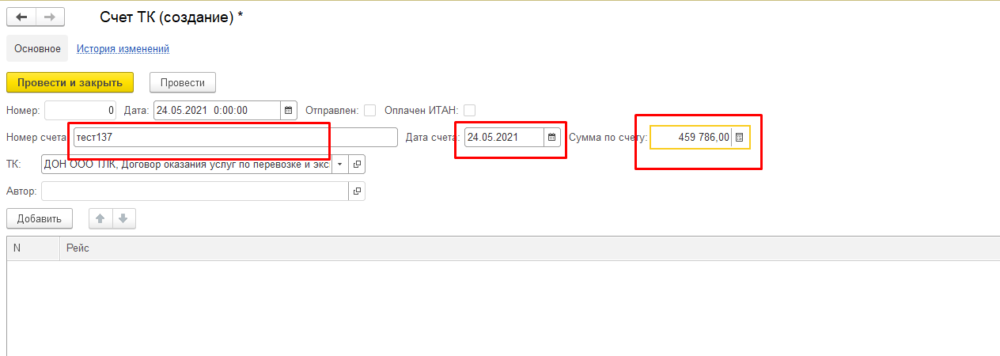 Счет ТК (создание) *
Основное История изменений
Провести и закрыть Провести
Номер: 0 Дата: 24.05.2021 0:00:00 Отправлен: Оплачен ИТАН:
Номер счета: тест137 Дата счета: 24.05.2021 Сумма по счету: 459 786,00
ТК: ДОН ООО ТЛК, Договор оказания услуг по перевозке и экс
Автор:
Добавить
N Рейс